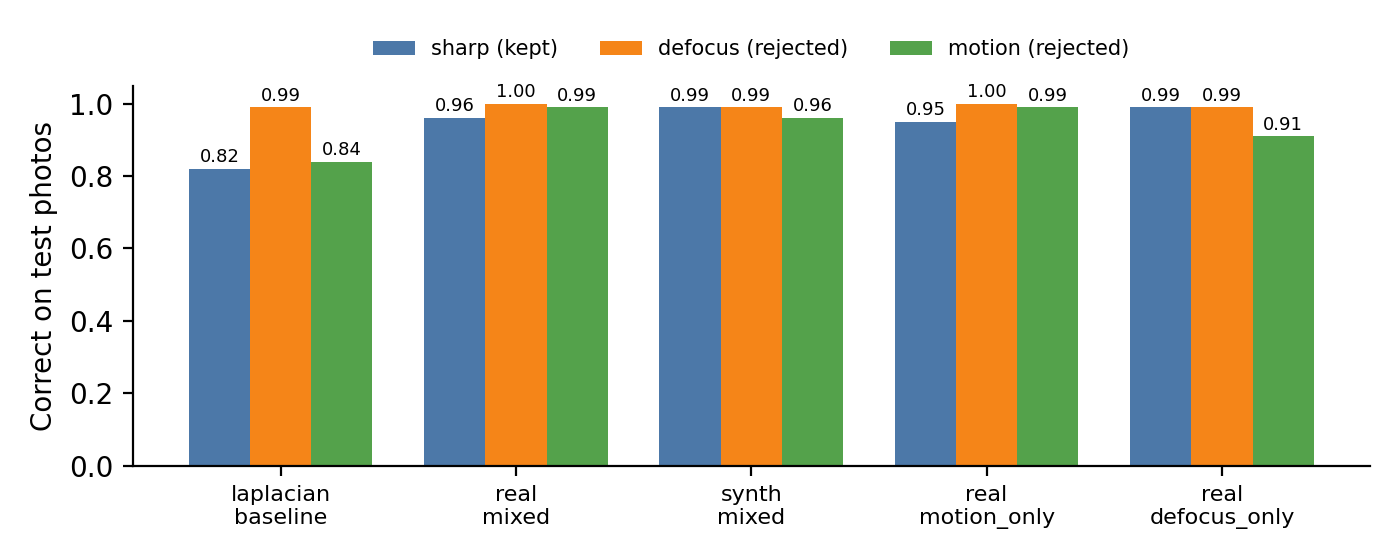 sharp (kept) defocus (rejected) motion (rejected)
Correct on test photos
1.0
0.8
0.6
0.4
0.2
0.0
0.82 0.99 0.84
0.96 1.00 0.99
0.99 0.99 0.96
0.95 1.00 0.99
0.99 0.99 0.91
laplacian
baseline
real
mixed
synth
mixed
real
motion_only
real
defocus_only